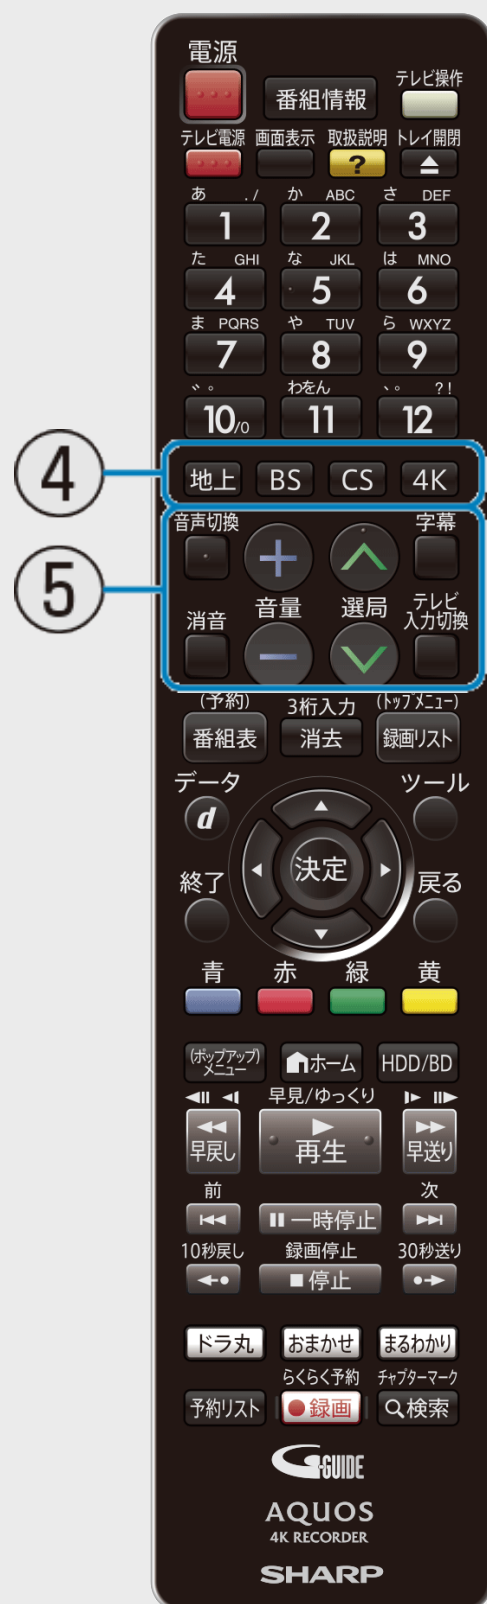 電源
番組情報
テレビ操作
テレビ電源 画面表示 取扱説明 トレイ開閉
?
あ ./ か ABC さ DEF
1 2 3
た GHI な JKL は MNO
4 5 6
ま PQRS や TUV ら WXYZ
7 8 9
゛゜ わをん 、。 ?!
10/0 11 12
④
地上 BS CS 4K
⑤
音声切換 字幕
+
消音 音量 選局 テレビ
入力切換
−
(予約) 3桁入力 (トップメニュー)
番組表 消去 録画リスト
データ ツール
d
決定
終了 戻る
青 赤 緑 黄
(ポップアップ)
メニュー ホーム HDD/BD
早見/ゆっくり
早戻し 再生 早送り
前 次
一時停止
10秒戻し 録画停止 30秒送り
停止
ドラ丸 おまかせ まるわかり
らくらく予約 チャプターマーク
予約リスト 録画 検索
G-GUIDE
AQUOS
4K RECORDER
SHARP